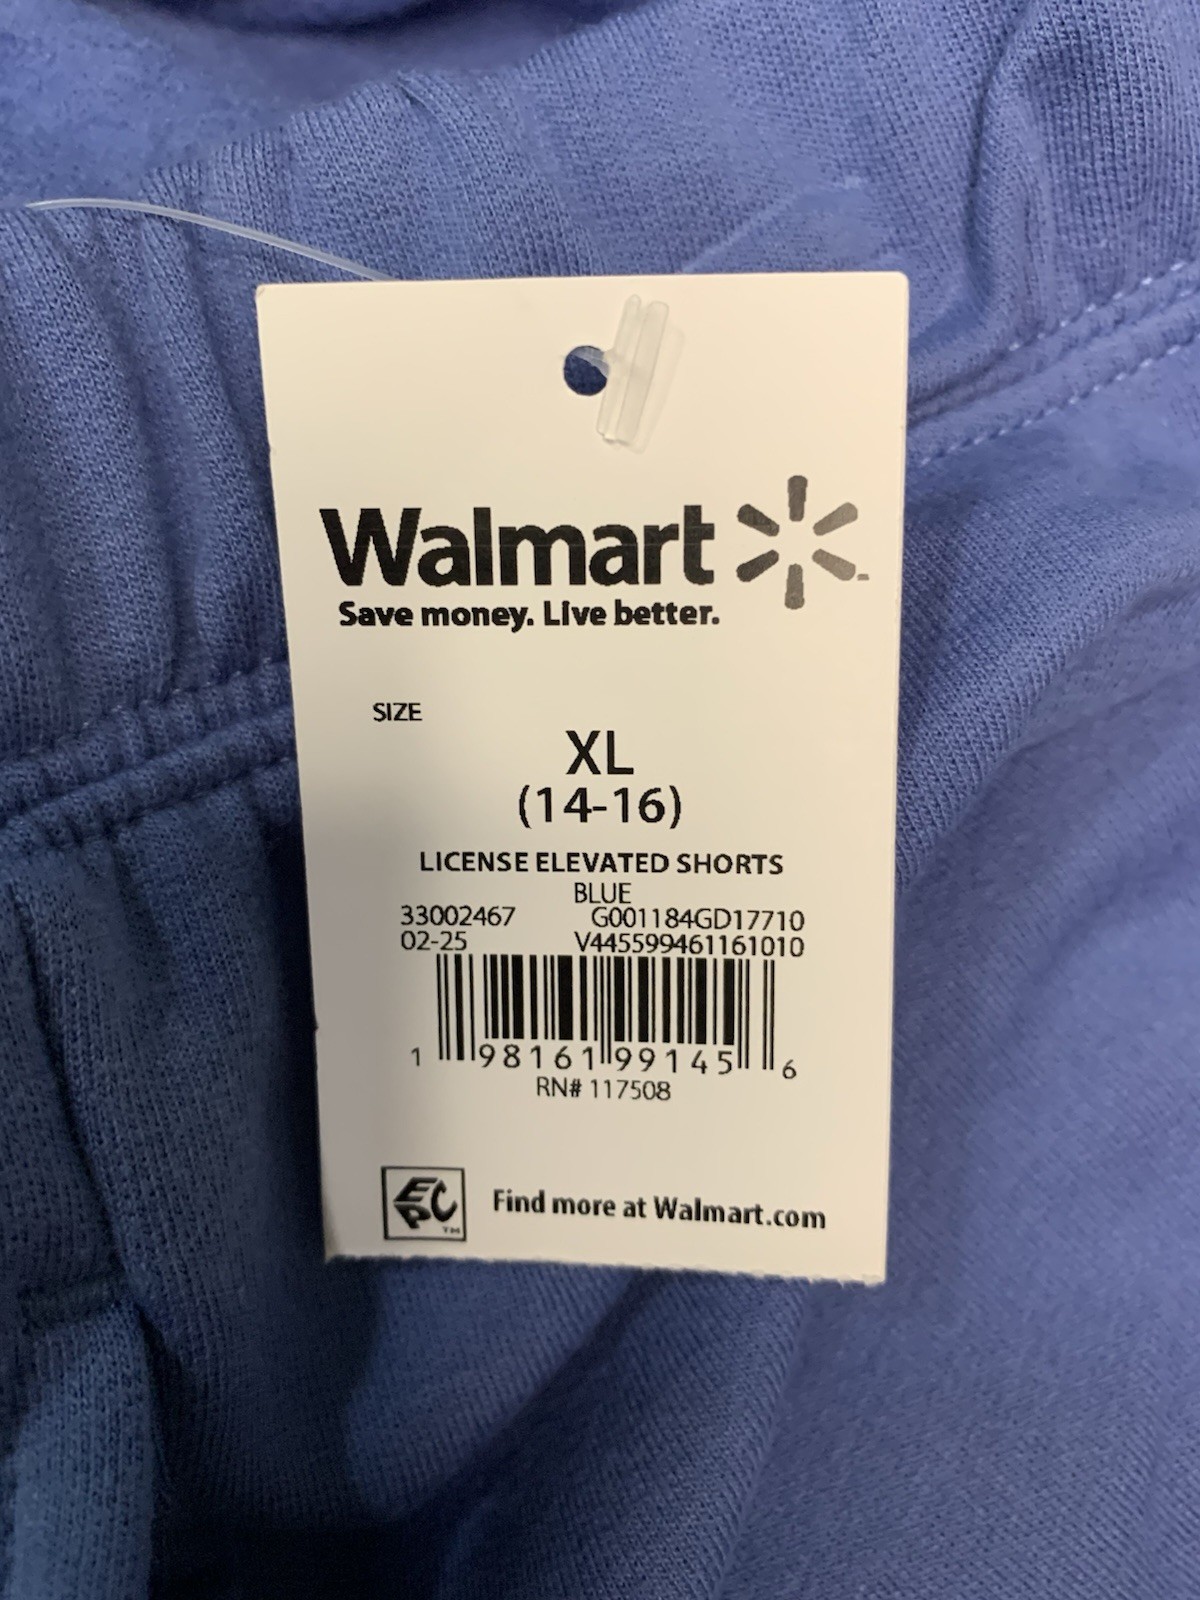 Walmart
Save money. Live better.
SIZE
XL
(14-16)
LICENSE ELEVATED SHORTS
BLUE
33002467 G001184GD17710
02-25 V445599461161010
1 98161 99145 6
RN# 117508
EPC™ Find more at Walmart.com